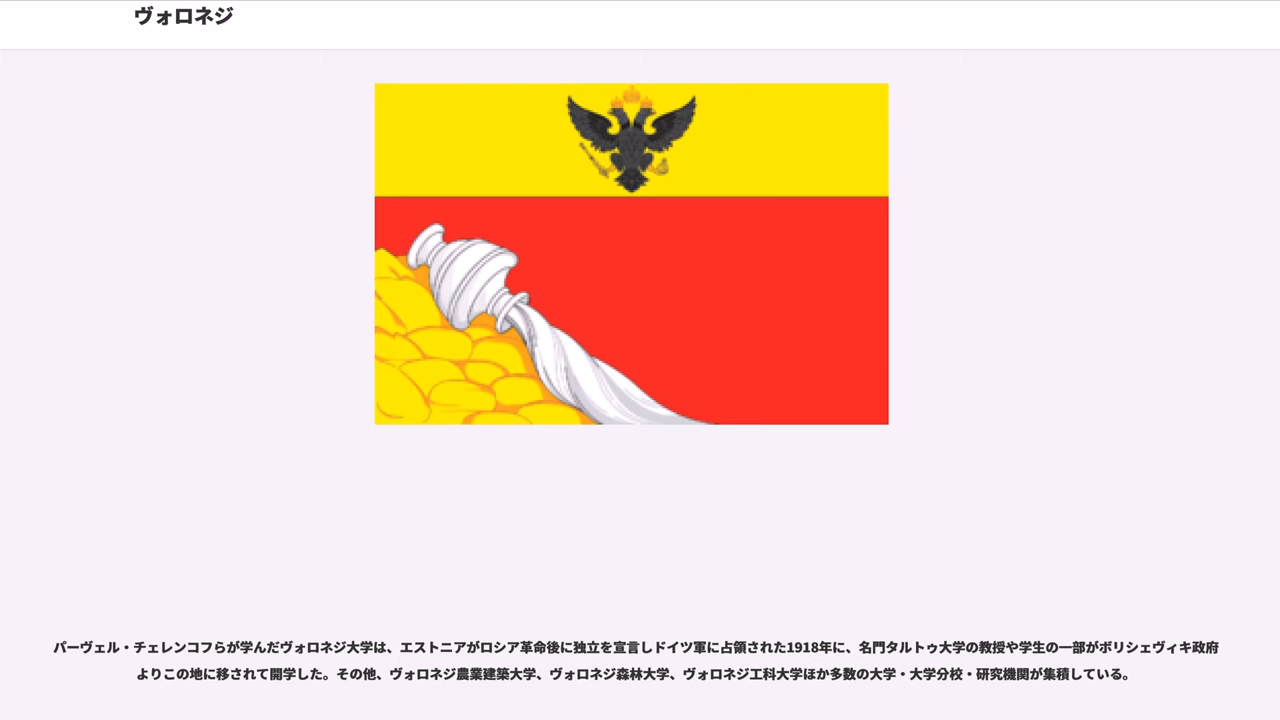 ヴォロネジ
パーヴェル・チェレンコフらが学んだヴォロネジ大学は、エストニアがロシア革命後に独立を宣言しドイツ軍に占領された1918年に、名門タルトゥ大学の教授や学生の一部がボリシェヴィキ政府
よりこの地に移されて開学した。その他、ヴォロネジ農業建築大学、ヴォロネジ森林大学、ヴォロネジ工科大学ほか多数の大学・大学分校・研究機関が集積している。